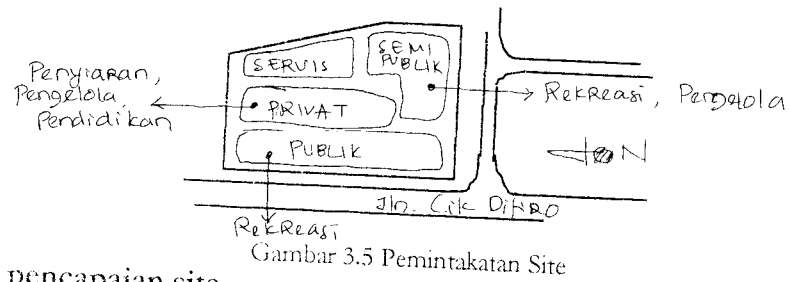 SERVIS
SEMI
PUBLIK
Penyiaran,
Pengelola,
Pendidikan
PRIVAT
Rekreasi, Pengelola
PUBLIK
N
Jln. Cik Ditiro
Rekreasi
Gambar 3.5 Pemintakatan Site
pencapaian site